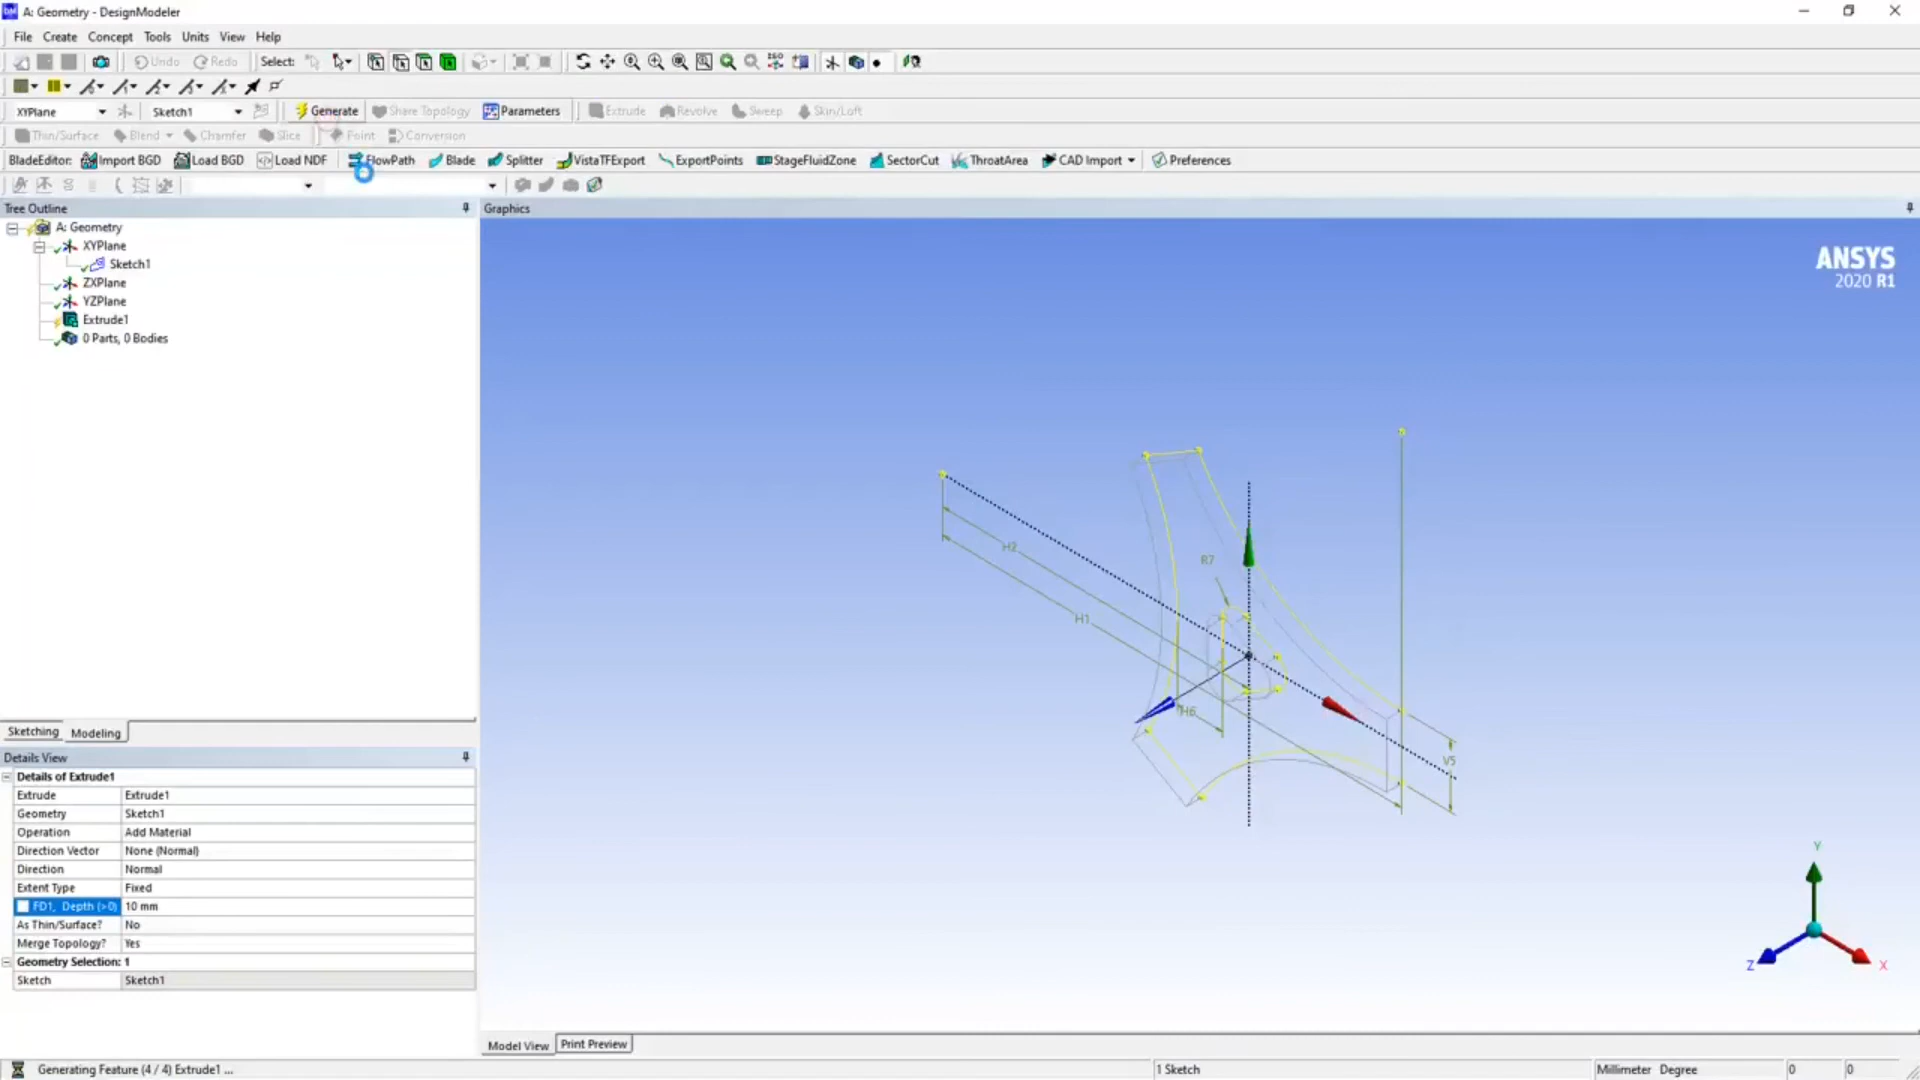 A: Geometry - DesignModeler
File Create Concept Tools Units View Help
Undo Redo Select:
XYPlane Sketch1 Generate Share Topology Parameters Extrude Revolve Sweep Skin/Loft
Thin/Surface Blend Chamfer Slice Point Conversion
BladeEditor: Import BGD Load BGD Load NDF FlowPath Blade Splitter VistaTFExport ExportPoints StageFluidZone SectorCut ThroatArea CAD Import Preferences
Tree Outline
Graphics
A: Geometry
XYPlane
Sketch1
ZXPlane
YZPlane
Extrude1
0 Parts, 0 Bodies
ANSYS
2020 R1
H2
R7
H1
H6
V5
Y
Z
X
Sketching Modeling
Details View
Details of Extrude1
Extrude Extrude1
Geometry Sketch1
Operation Add Material
Direction Vector None (Normal)
Direction Normal
Extent Type Fixed
FD1, Depth (>0) 10 mm
As Thin/Surface? No
Merge Topology? Yes
Geometry Selection: 1
Sketch Sketch1
Model View Print Preview
Generating Feature (4 / 4) Extrude1 ... 1 Sketch Millimeter Degree 0 0